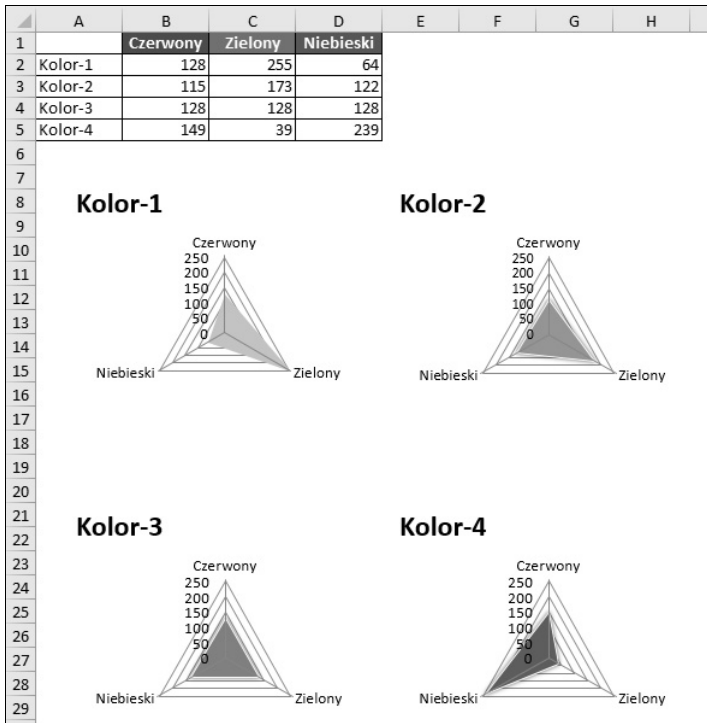 A B C D E F G H
1 Czerwony Zielony Niebieski
2 Kolor-1 128 255 64
3 Kolor-2 115 173 122
4 Kolor-3 128 128 128
5 Kolor-4 149 39 239
6
7
8 Kolor-1 Kolor-2
9
10 Czerwony Czerwony
250 250
11 200 200
12 150 150
100 100
13 50 50
14 0 0
15 Niebieski Zielony Niebieski Zielony
16
17
18
19
20
21 Kolor-3 Kolor-4
22
23 Czerwony Czerwony
24 250 250
200 200
25 150 150
26 100 100
50 50
27 0 0
28 Niebieski Zielony Niebieski Zielony
29